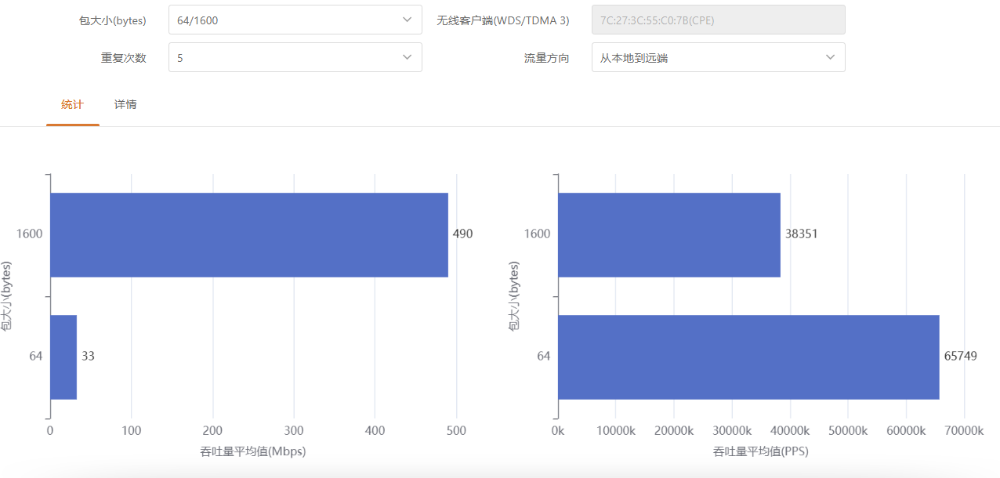 包大小(bytes) 64/1600 无线客户端(WDS/TDMA 3) 7C:27:3C:55:C0:7B(CPE)
重复次数 5 流量方向 从本地到远端
统计 详情
包大小(bytes)
1600
490
64
33
0 100 200 300 400 500
吞吐量平均值(Mbps)
包大小(bytes)
1600
38351
64
65749
0k 10000k 20000k 30000k 40000k 50000k 60000k 70000k
吞吐量平均值(PPS)